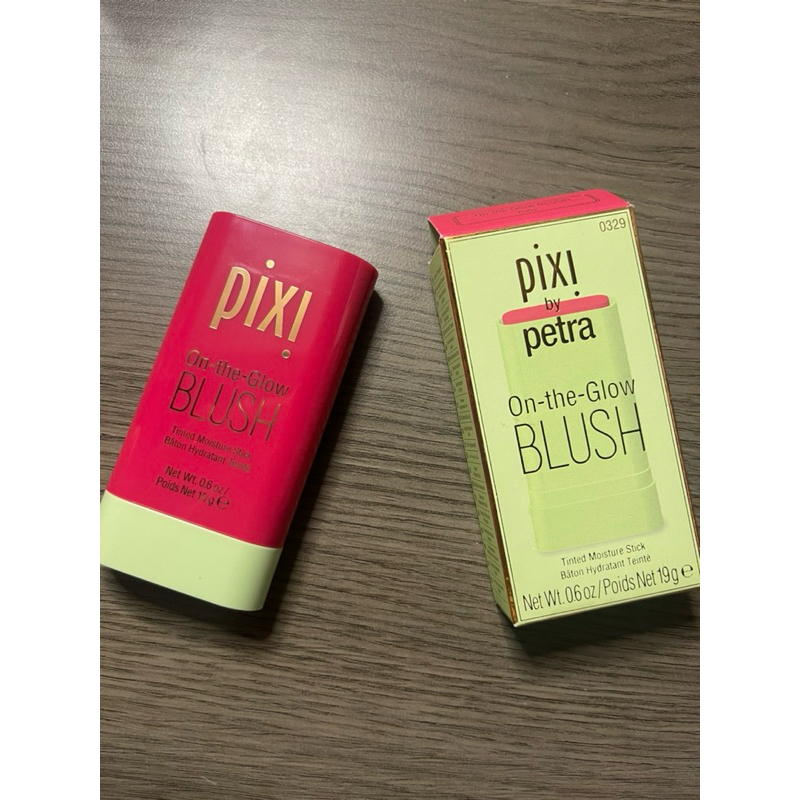 pixi
On-the-Glow
BLUSH
Tinted Moisture Stick
Bâton Hydratant Teinté
Net Wt. 0.6 oz/
Poids Net 19g e
0329
pixi
by
petra
On-the-Glow
BLUSH
Tinted Moisture Stick
Bâton Hydratant Teinté
Net Wt. 0.6 oz/Poids Net 19g e